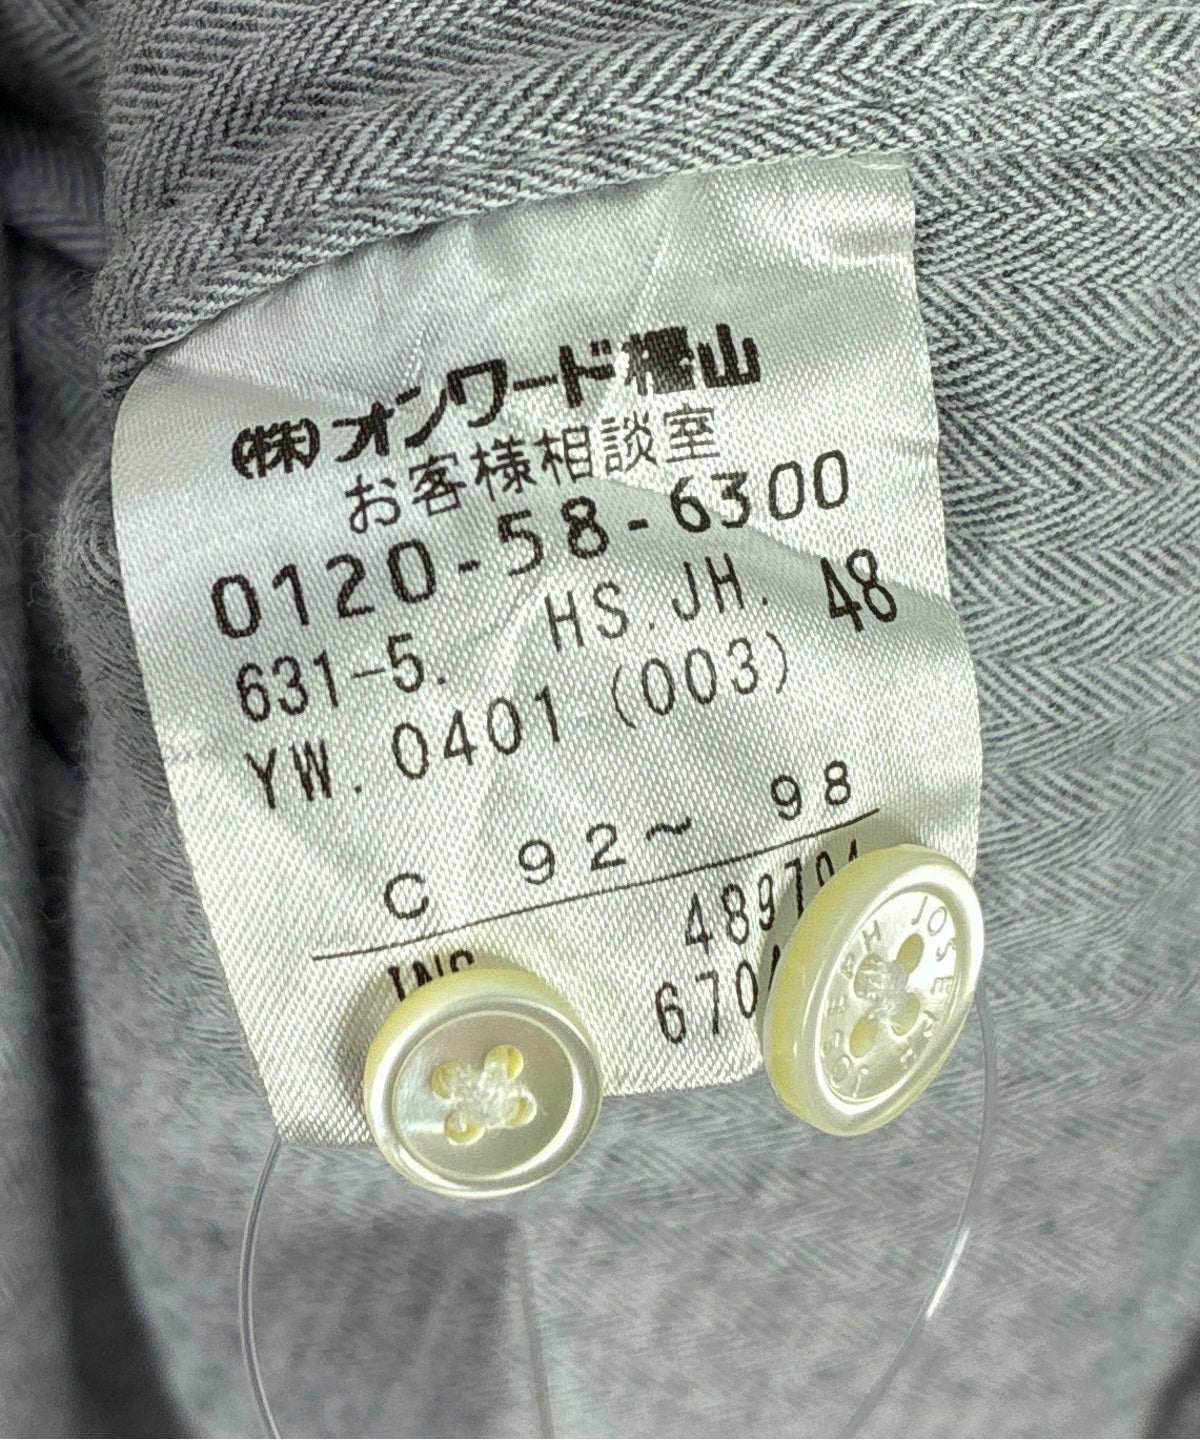 (株)オンワード樫山
お客様相談室
0120-58-6300
631-5. HS.JH. 48
YW. 0401 (003)
C 92~ 98
JOSEPH